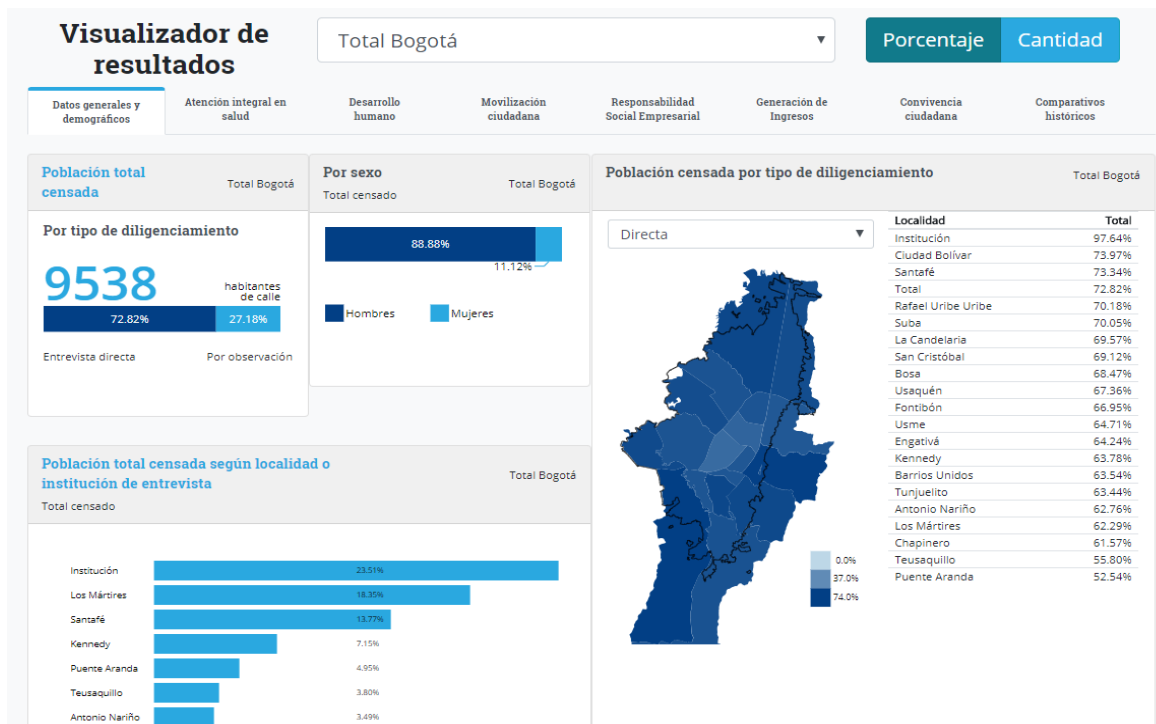 Visualizador de
resultados
Total Bogotá
Porcentaje
Cantidad
Datos generales y
demográficos
Atención integral en
salud
Desarrollo
humano
Movilización
ciudadana
Responsabilidad
Social Empresarial
Generación de
Ingresos
Convivencia
ciudadana
Comparativos
históricos
Población total
censada
Total Bogotá
Por tipo de diligenciamiento
9538
habitantes
de calle
72.82%
27.18%
Entrevista directa
Por observación
Por sexo
Total censado
Total Bogotá
88.88%
11.12%
Hombres
Mujeres
Población censada por tipo de diligenciamiento
Total Bogotá
Directa
Localidad Total
Institución 97.64%
Ciudad Bolívar 73.97%
Santafé 73.34%
Total 72.82%
Rafael Uribe Uribe 70.18%
Suba 70.05%
La Candelaria 69.57%
San Cristóbal 69.12%
Bosa 68.47%
Usaquén 67.36%
Fontibón 66.95%
Usme 64.71%
Engativá 64.24%
Kennedy 63.78%
Barrios Unidos 63.54%
Tunjuelito 63.44%
Antonio Nariño 62.76%
Los Mártires 62.29%
Chapinero 61.57%
Teusaquillo 55.80%
Puente Aranda 52.54%
0.0%
37.0%
74.0%
Población total censada según localidad o
institución de entrevista
Total Bogotá
Total censado
Institución 23.51%
Los Mártires 18.35%
Santafé 13.77%
Kennedy 7.15%
Puente Aranda 4.95%
Teusaquillo 3.80%
Antonio Nariño 3.49%